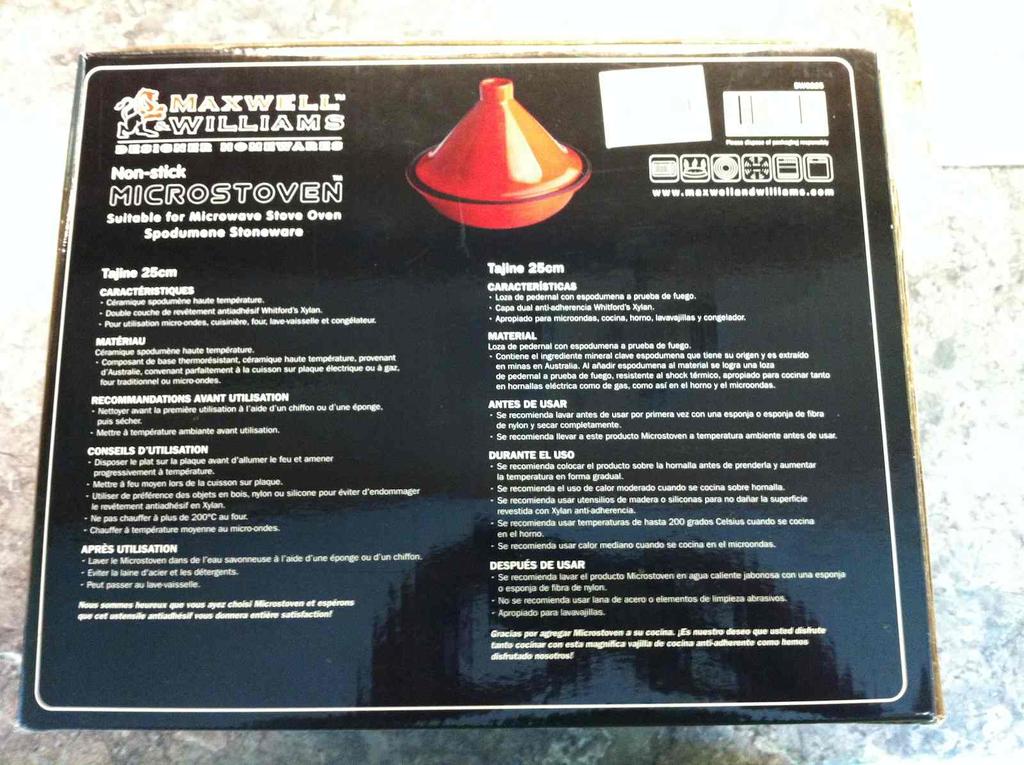 MAXWELL™
& WILLIAMS
DESIGNER HOMEWARES
Non-stick
MICROSTOVEN™
Suitable for Microwave Stove Oven
Spodumene Stoneware
Please dispose of packaging responsibly
www.maxwellandwilliams.com
Tajine 25cm
CARACTÉRISTIQUES
- Céramique spodumène haute température.
- Double couche de revêtement antiadhésif Whitford's Xylan.
- Pour utilisation micro-ondes, cuisinière, four, lave-vaisselle et congélateur.
MATÉRIAU
Céramique spodumène haute température.
- Composant de base thermorésistant, céramique haute température, provenant
d'Australie, convenant parfaitement à la cuisson sur plaque électrique ou à gaz,
four traditionnel ou micro-ondes.
RECOMMANDATIONS AVANT UTILISATION
- Nettoyer avant la première utilisation à l'aide d'un chiffon ou d'une éponge,
puis sécher.
- Mettre à température ambiante avant utilisation.
CONSEILS D'UTILISATION
- Disposer le plat sur la plaque avant d'allumer le feu et amener
progressivement à température.
- Mettre à feu moyen lors de la cuisson sur plaque.
- Utiliser de préférence des objets en bois, nylon ou silicone pour éviter d'endommager
le revêtement antiadhésif en Xylan.
- Ne pas chauffer à plus de 200°C au four.
- Chauffer à température moyenne au micro-ondes.
APRÈS UTILISATION
- Laver le Microstoven dans de l'eau savonneuse à l'aide d'une éponge ou d'un chiffon.
- Eviter la laine d'acier et les détergents.
- Peut passer au lave-vaisselle.
Nous sommes heureux que vous ayez choisi Microstoven et espérons
que cet ustensile antiadhésif vous donnera entière satisfaction!
Tajine 25cm
CARACTERÍSTICAS
- Loza de pedernal con espodumena a prueba de fuego.
- Capa dual anti-adherencia Whitford's Xylan.
- Apropiado para microondas, cocina, horno, lavavajillas y congelador.
MATERIAL
Loza de pedernal con espodumena a prueba de fuego.
- Contiene el ingrediente mineral clave espodumena que tiene su origen y es extraído
en minas en Australia. Al añadir espodumena al material se logra una loza
de pedernal a prueba de fuego, resistente al shock térmico, apropiado para cocinar tanto
en hornallas eléctrica como de gas, como así en el horno y el microondas.
ANTES DE USAR
- Se recomienda lavar antes de usar por primera vez con una esponja o esponja de fibra
de nylon y secar completamente.
- Se recomienda llevar a este producto Microstoven a temperatura ambiente antes de usar.
DURANTE EL USO
- Se recomienda colocar el producto sobre la hornalla antes de prenderla y aumentar
la temperatura en forma gradual.
- Se recomienda el uso de calor moderado cuando se cocina sobre hornalla.
- Se recomienda usar utensilios de madera o siliconas para no dañar la superficie
revestida con Xylan anti-adherencia.
- Se recomienda usar temperaturas de hasta 200 grados Celsius cuando se cocina
en el horno.
- Se recomienda usar calor mediano cuando se cocina en el microondas.
DESPUÉS DE USAR
- Se recomienda lavar el producto Microstoven en agua caliente jabonosa con una esponja
o esponja de fibra de nylon.
- No se recomienda usar lana de acero o elementos de limpieza abrasivos.
- Apropiado para lavavajillas.
Gracias por agregar Microstoven a su cocina. ¡Es nuestro deseo que usted disfrute
tanto cocinar con esta magnífica vajilla de cocina anti-adherente como hemos
disfrutado nosotros!